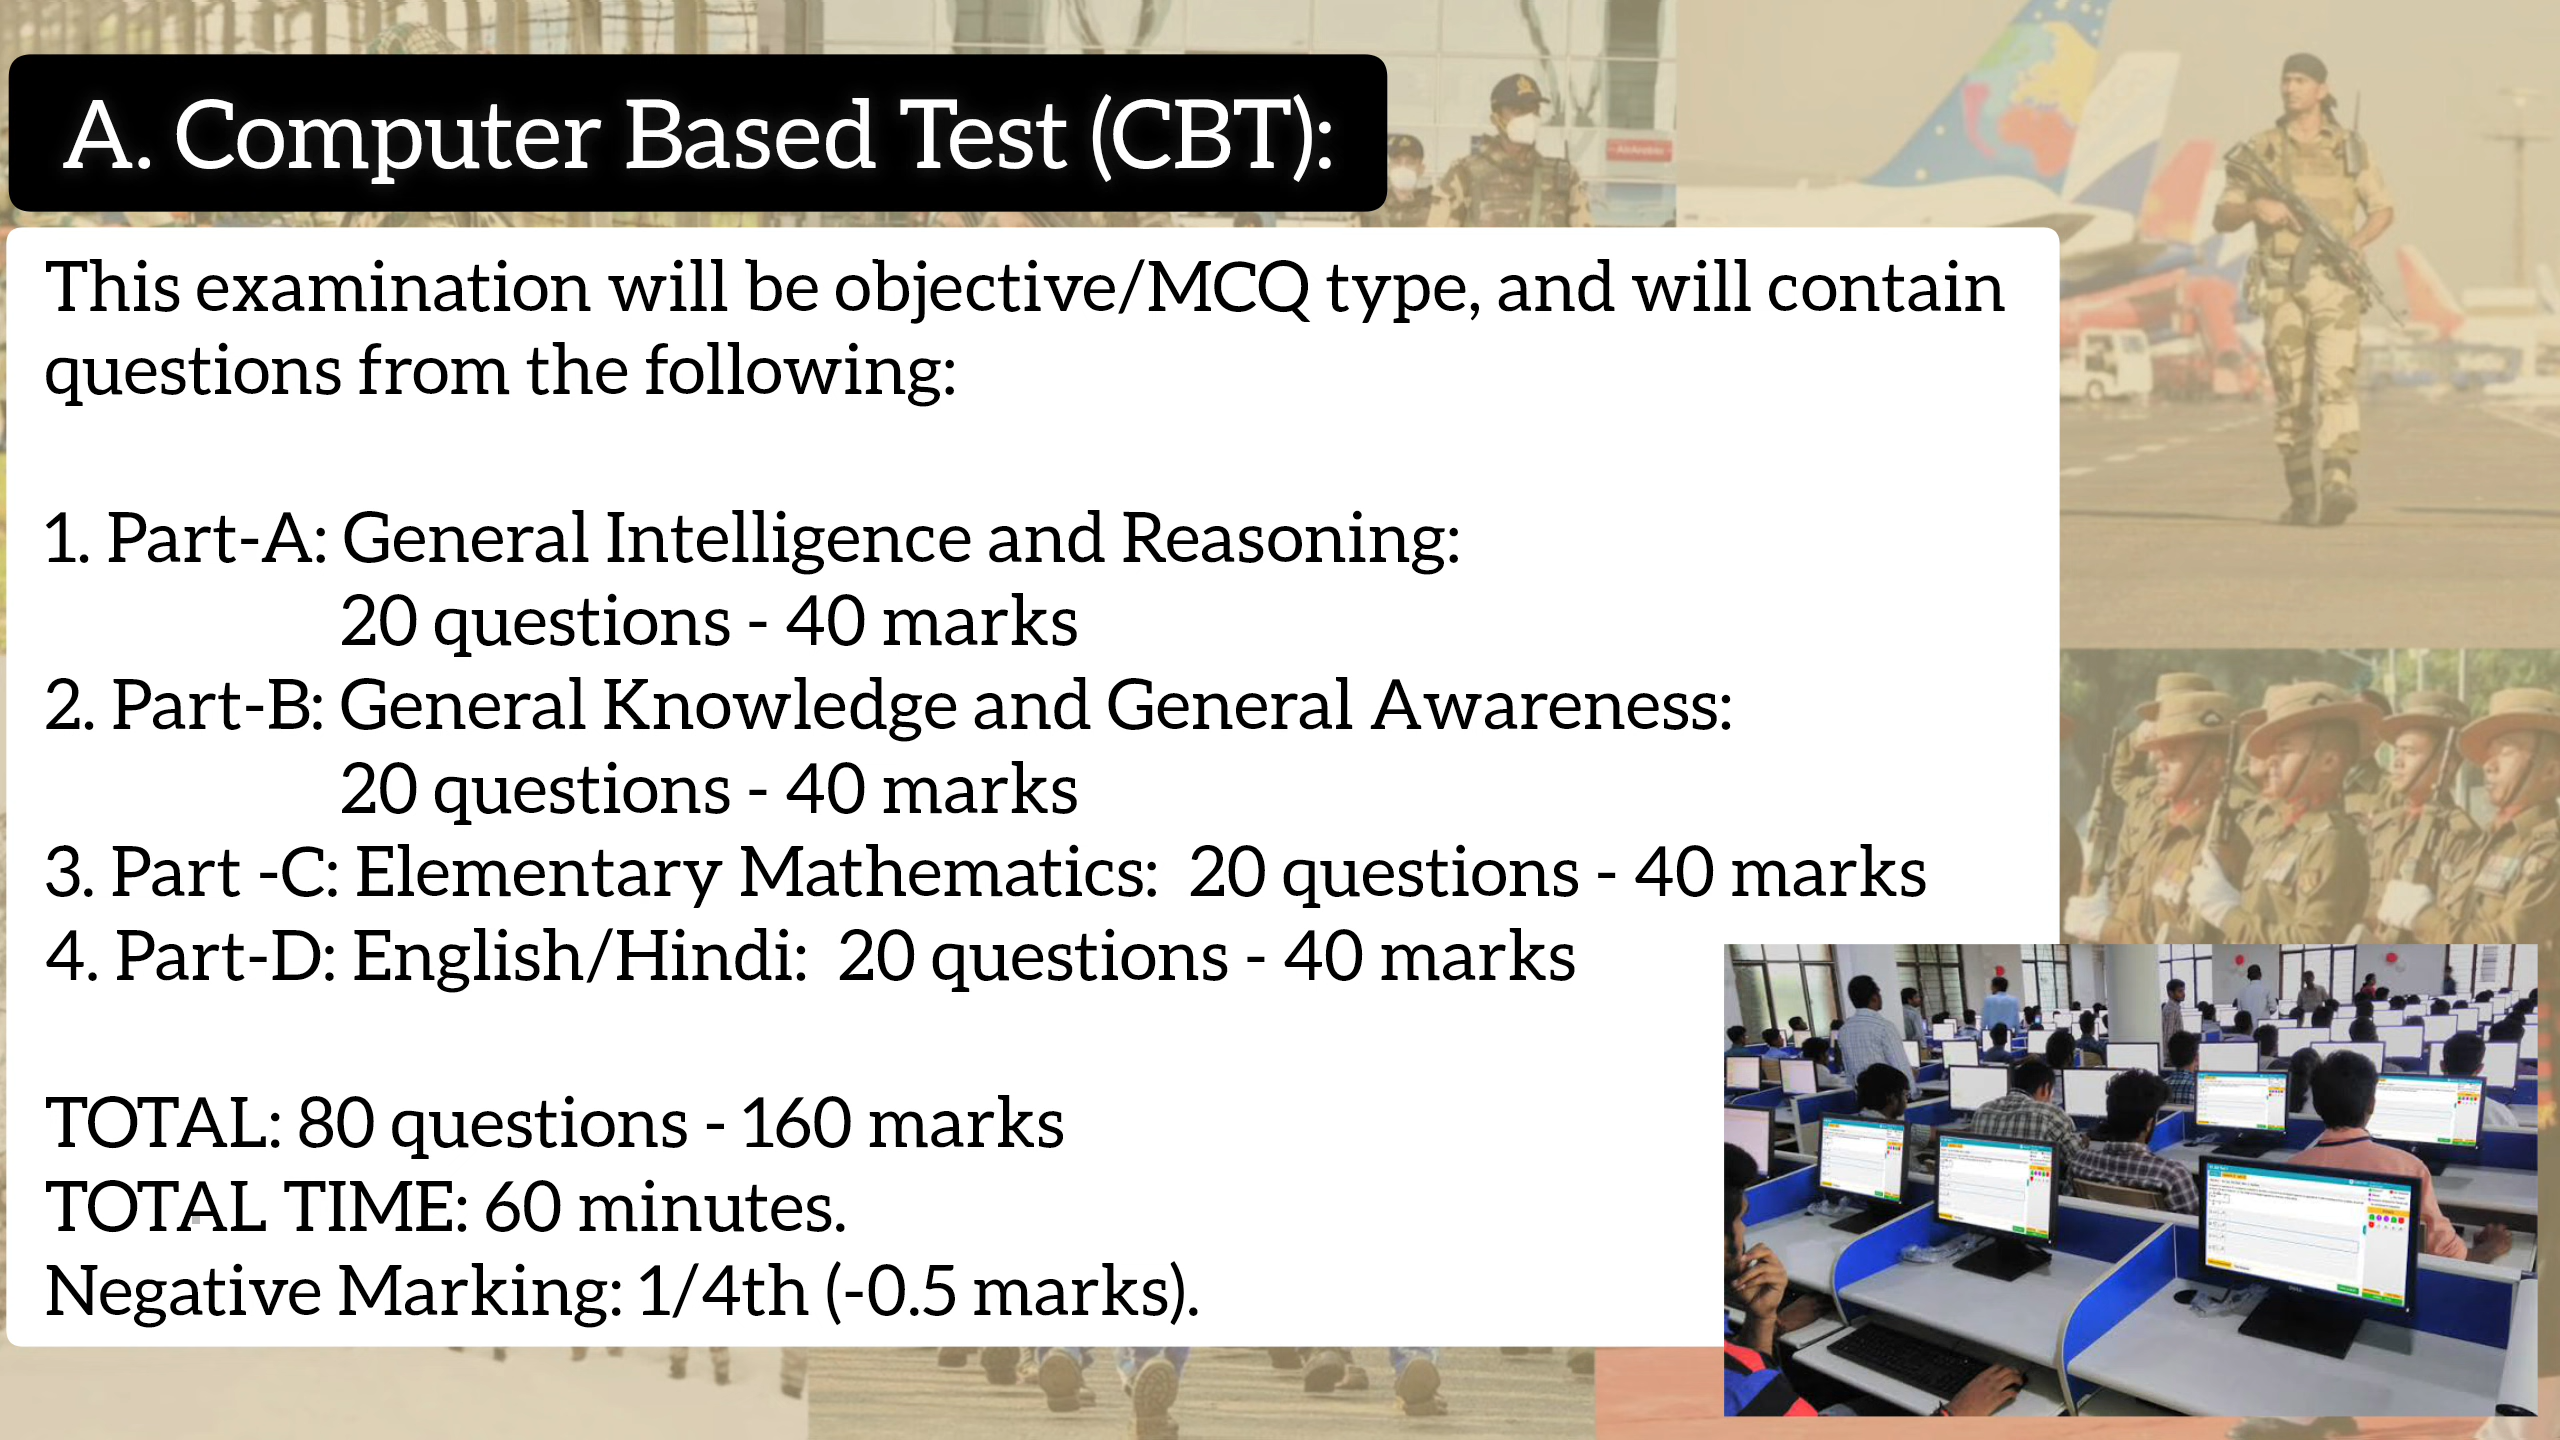 A. Computer Based Test (CBT):
This examination will be objective/MCQ type, and will contain
questions from the following:
1. Part-A: General Intelligence and Reasoning:
20 questions - 40 marks
2. Part-B: General Knowledge and General Awareness:
20 questions - 40 marks
3. Part -C: Elementary Mathematics:  20 questions - 40 marks
4. Part-D: English/Hindi:  20 questions - 40 marks
TOTAL: 80 questions - 160 marks
TOTAL TIME: 60 minutes.
Negative Marking: 1/4th (-0.5 marks).